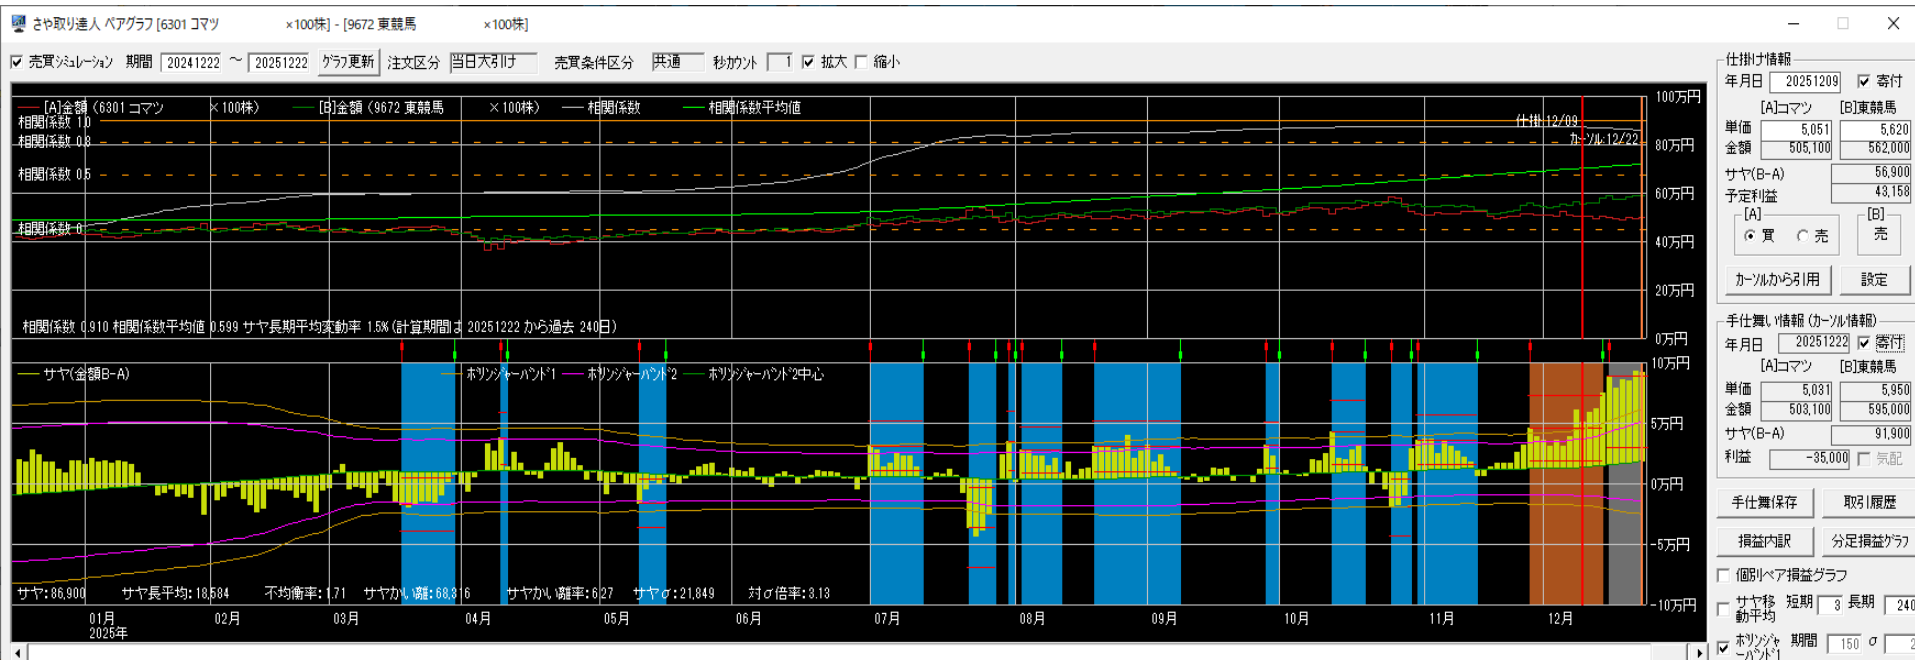 さや取り達人 ペアグラフ [6301 コマツ ×100株] - [9672 東競馬 ×100株]
売買シミュレーション 期間 20241222 ～ 20251222 グラフ更新 注文区分 当日大引け 売買条件区分 共通 秒カウント 1 拡大 縮小
[A]金額 (6301 コマツ ×100株) [B]金額 (9672 東競馬 ×100株) 相関係数 相関係数平均値
相関係数 1.0
相関係数 0.8
相関係数 0.5
相関係数 0
仕掛:12/09
カーソル:12/22
100万円
80万円
60万円
40万円
20万円
0万円
相関係数 0.910 相関係数平均値 0.599 サヤ長期平均変動率 1.5% (計算期間は 20251222 から過去 240日)
サヤ(金額B-A) ボリンジャーバンド1 ボリンジャーバンド2 ボリンジャーバンド2中心
10万円
5万円
0万円
-5万円
-10万円
サヤ:86,900 サヤ長平均:18,584 不均衡率:1.71 サヤかい離:68,316 サヤかい離率:6.27 サヤσ:21,849 対σ倍率:3.13
01月 02月 03月 04月 05月 06月 07月 08月 09月 10月 11月 12月
2025年
仕掛け情報
年月日 20251209 寄付
[A]コマツ [B]東競馬
単価 5,051 5,620
金額 505,100 562,000
サヤ(B-A) 56,900
予定利益 43,158
[A] [B]
買 売 売
カーソルから引用 設定
手仕舞い情報 (カーソル情報)
年月日 20251222 寄付
[A]コマツ [B]東競馬
単価 5,031 5,950
金額 503,100 595,000
サヤ(B-A) 91,900
利益 -35,000 気配
手仕舞保存 取引履歴
損益内訳 分足損益グラフ
個別ペア損益グラフ
サヤ移動平均 短期 3 長期 240
ボリンジャーバンド1 期間 150 σ 2